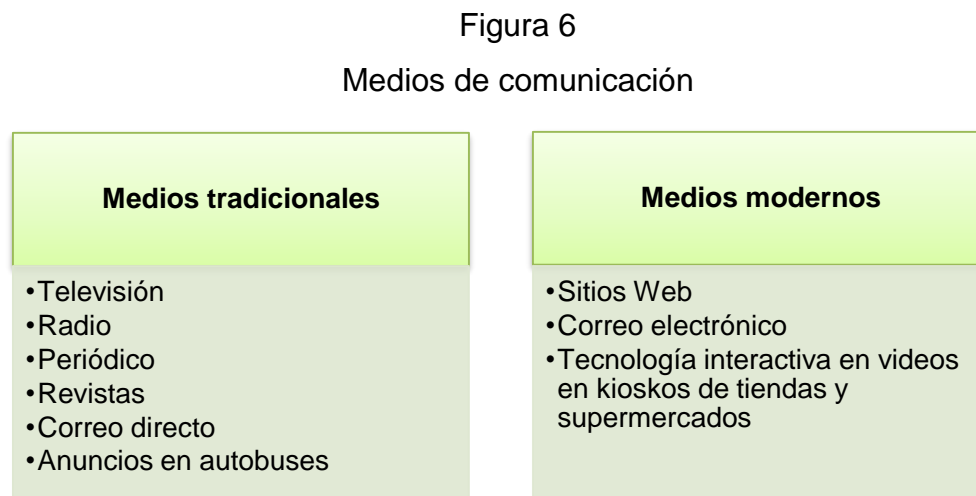 Figura 6
Medios de comunicación
Medios tradicionales
•Televisión
•Radio
•Periódico
•Revistas
•Correo directo
•Anuncios en autobuses
Medios modernos
•Sitios Web
•Correo electrónico
•Tecnología interactiva en videos
en kioskos de tiendas y
supermercados